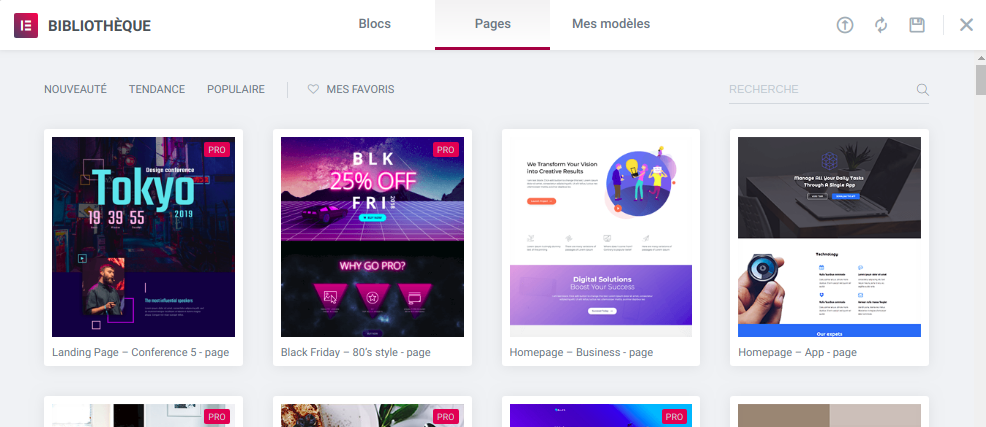 BIBLIOTHÈQUE
Blocs
Pages
Mes modèles
NOUVEAUTÉ
TENDANCE
POPULAIRE
MES FAVORIS
RECHERCHE
PRO
Design conference
Tokyo
19 39 55
2019
The most influential speakers
Landing Page – Conference 5 - page
PRO
BLK
25% OFF
FRI
WHY GO PRO?
Black Friday – 80's style - page
We Transform Your Vision
Into Creative Results
Digital Solutions
Boost Your Success
Homepage – Business - page
Manage All Your Daily Tasks
Through A Single App
Technology
Our expets
Homepage – App - page
PRO
PRO
PRO